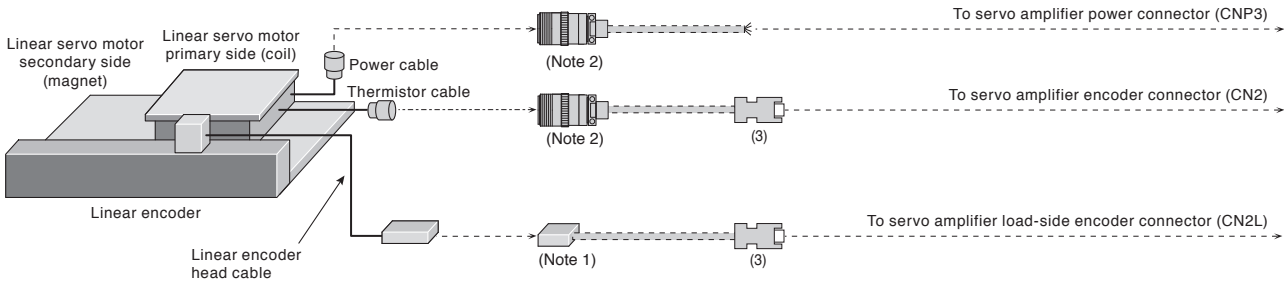 Linear servo motor
secondary side
(magnet)
Linear servo motor
primary side (coil)
Power cable
Thermistor cable
(Note 2)
To servo amplifier power connector (CNP3)
(Note 2)
(3)
To servo amplifier encoder connector (CN2)
Linear encoder
Linear encoder
head cable
(Note 1)
(3)
To servo amplifier load-side encoder connector (CN2L)